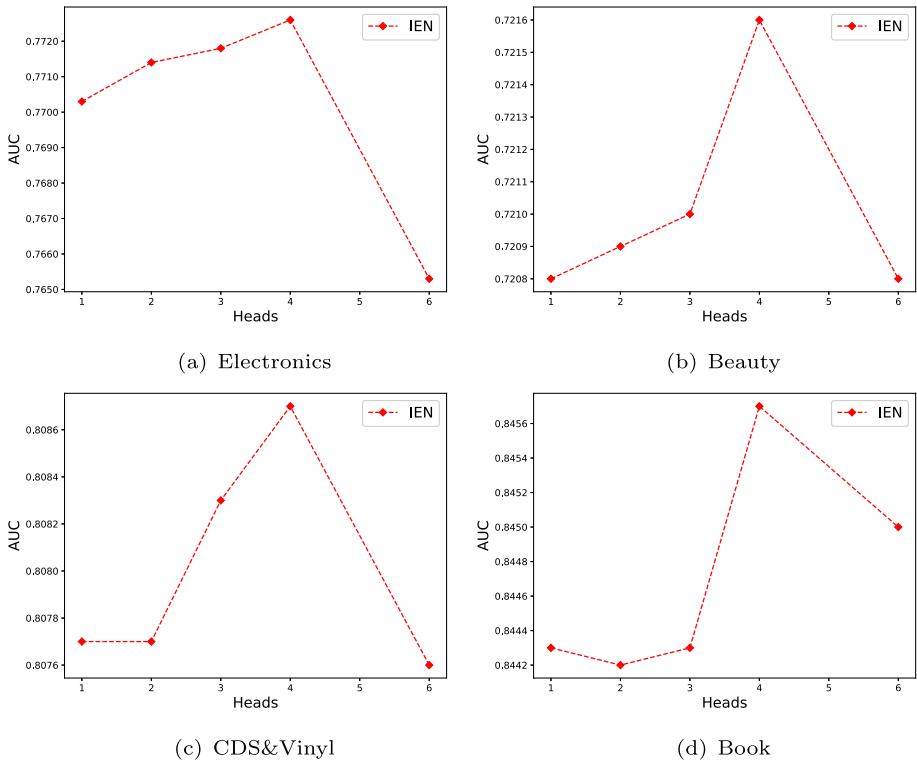 IEN
0.7720
0.7710
0.7700
0.7690
0.7680
0.7670
0.7660
0.7650
AUC
1 2 3 4 5 6
Heads
(a) Electronics
IEN
0.7216
0.7215
0.7214
0.7213
0.7212
0.7211
0.7210
0.7209
0.7208
AUC
1 2 3 4 5 6
Heads
(b) Beauty
IEN
0.8086
0.8084
0.8082
0.8080
0.8078
0.8076
AUC
1 2 3 4 5 6
Heads
(c) CDS&Vinyl
IEN
0.8456
0.8454
0.8452
0.8450
0.8448
0.8446
0.8444
0.8442
AUC
1 2 3 4 5 6
Heads
(d) Book